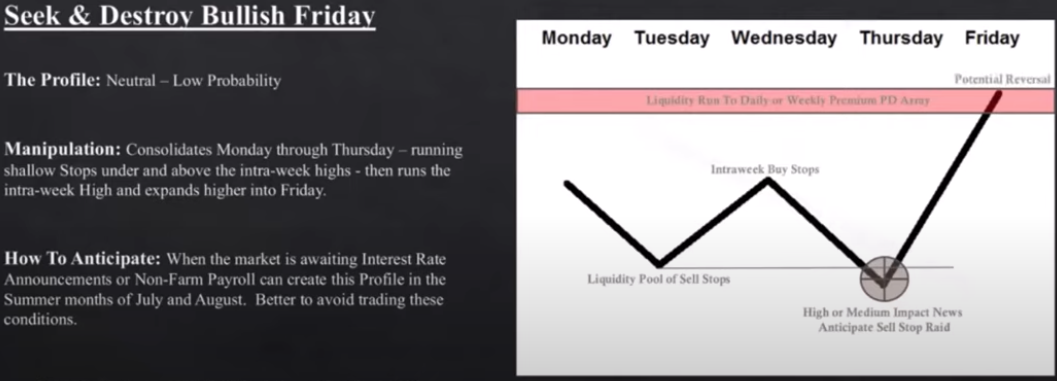 Seek & Destroy Bullish Friday
The Profile: Neutral – Low Probability
Manipulation: Consolidates Monday through Thursday – running
shallow Stops under and above the intra-week highs - then runs the
intra-week High and expands higher into Friday.
How To Anticipate: When the market is awaiting Interest Rate
Announcements or Non-Farm Payroll can create this Profile in the
Summer months of July and August. Better to avoid trading these
conditions.
Monday Tuesday Wednesday Thursday Friday
Potential Reversal
Liquidity Run To Daily or Weekly Premium PD Array
Intraweek Buy Stops
Liquidity Pool of Sell Stops
High or Medium Impact News
Anticipate Sell Stop Raid